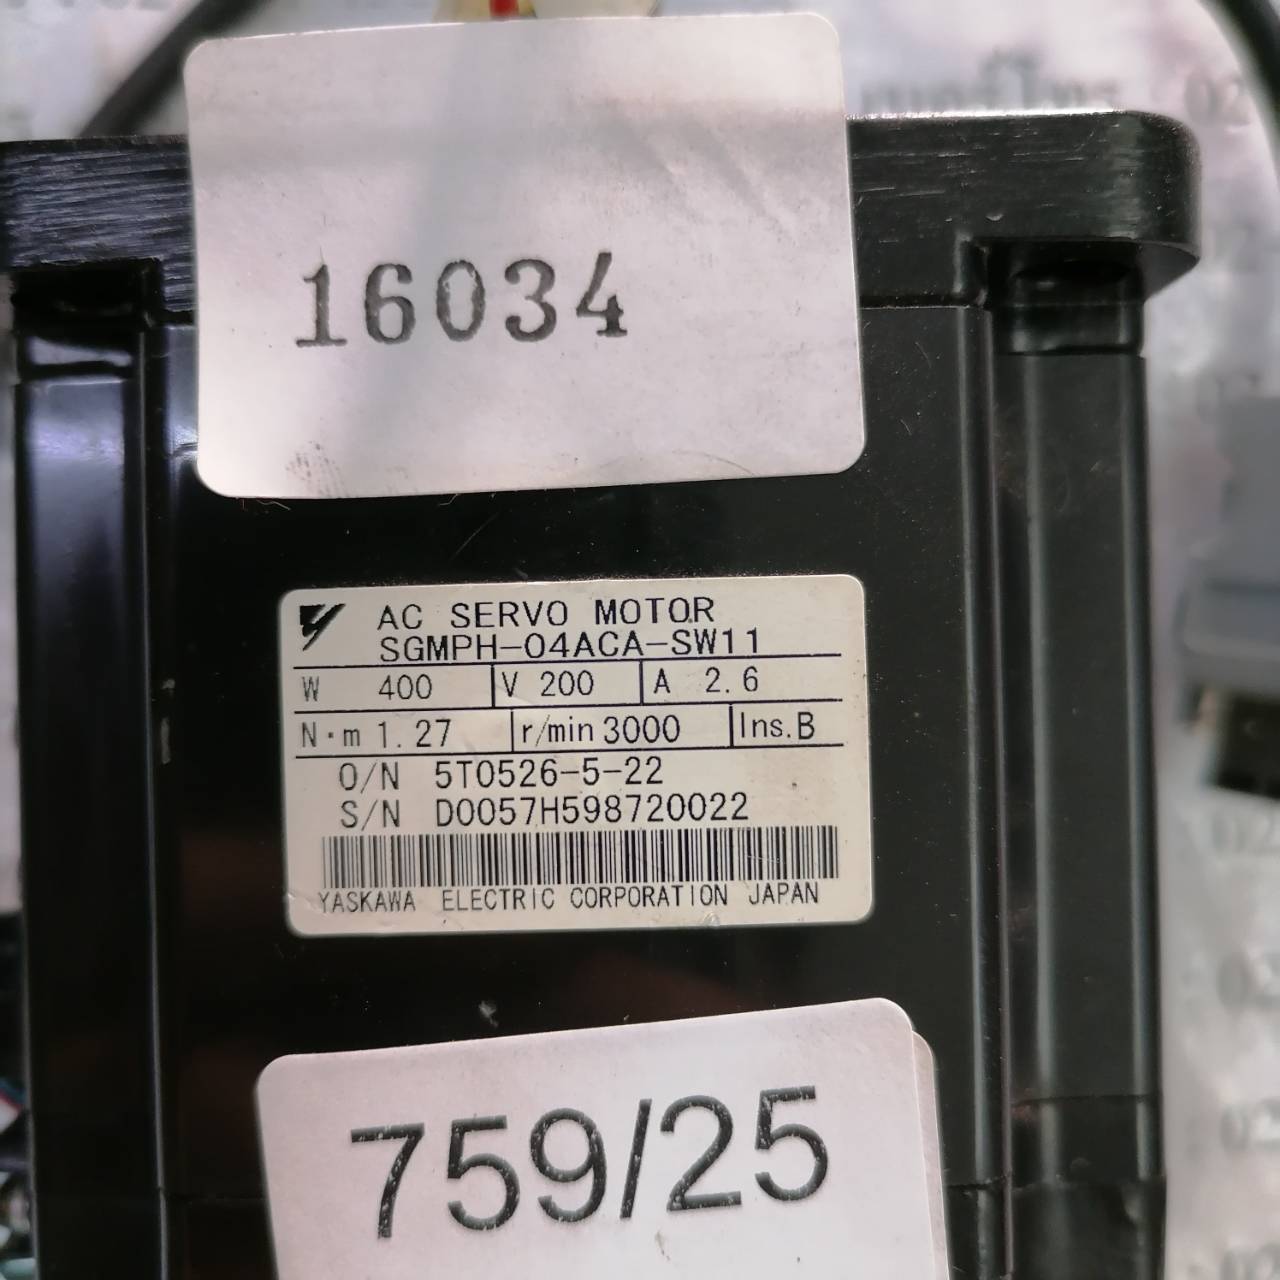 16034
AC SERVO MOTOR
SGMPH-04ACA-SW11
W 400 V 200 A 2.6
N·m 1.27 r/min 3000 Ins.B
O/N 5T0526-5-22
S/N D0057H598720022
YASKAWA ELECTRIC CORPORATION JAPAN
759/25